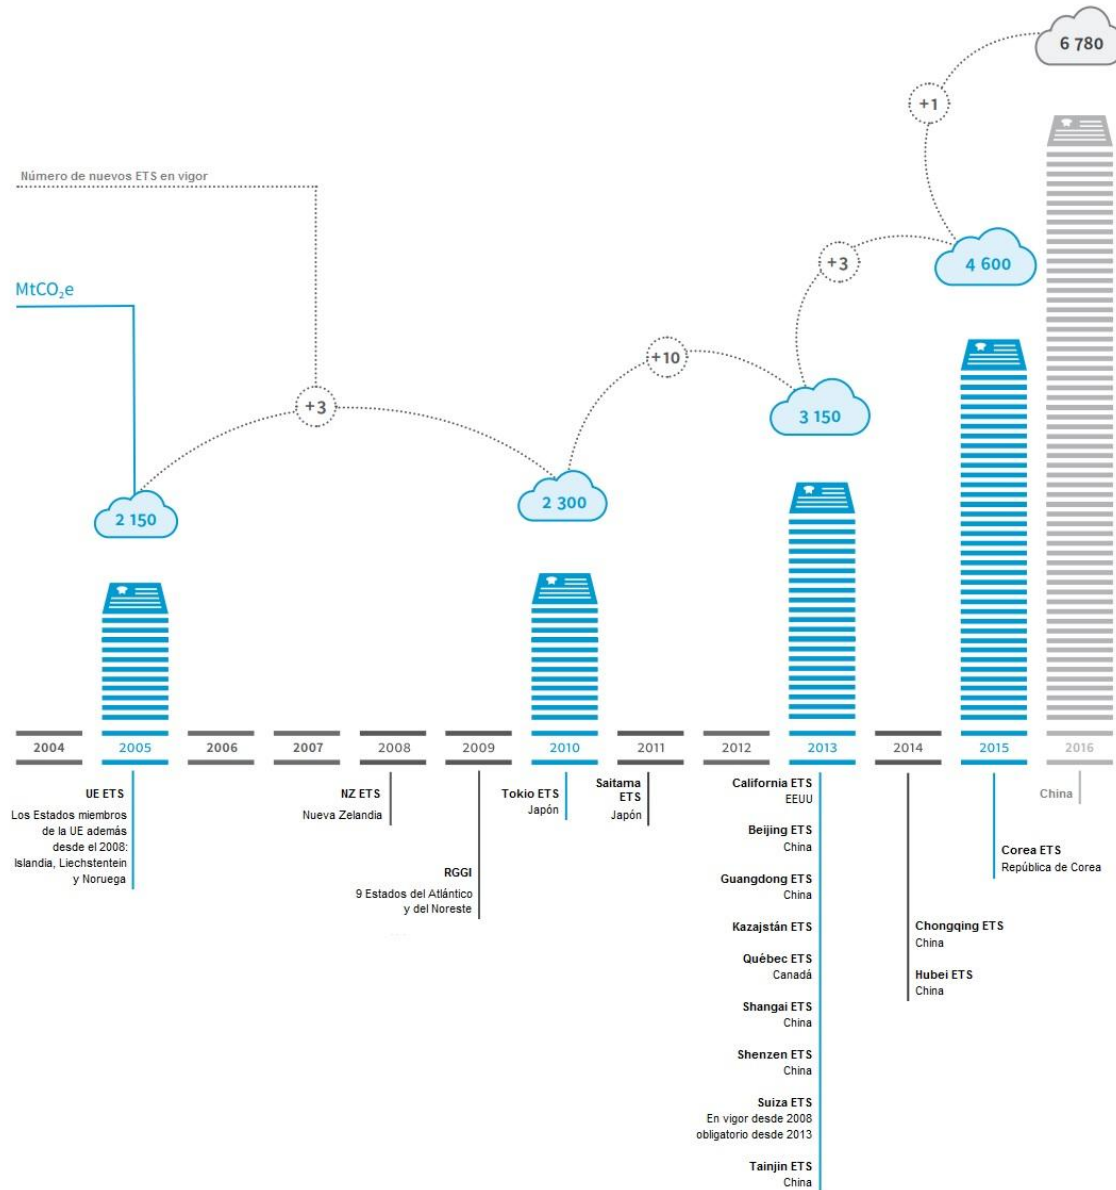 6 780
+1
Número de nuevos ETS en vigor
4 600
+3
MtCO₂e
+10
3 150
+3
2 300
2 150
2004
2005
2006
2007
2008
2009
2010
2011
2012
2013
2014
2015
2016
UE ETS
Los Estados miembros
de la UE además
desde el 2008:
Islandia, Liechstentein
y Noruega
NZ ETS
Nueva Zelandia
RGGI
9 Estados del Atlántico
y del Noreste
Tokio ETS
Japón
Saitama
ETS
Japón
California ETS
EEUU
Beijing ETS
China
Guangdong ETS
China
Kazajstán ETS
Québec ETS
Canadá
Shangai ETS
China
Shenzen ETS
China
Suiza ETS
En vigor desde 2008
obligatorio desde 2013
Tainjin ETS
China
Chongqing ETS
China
Hubei ETS
China
Corea ETS
República de Corea
China